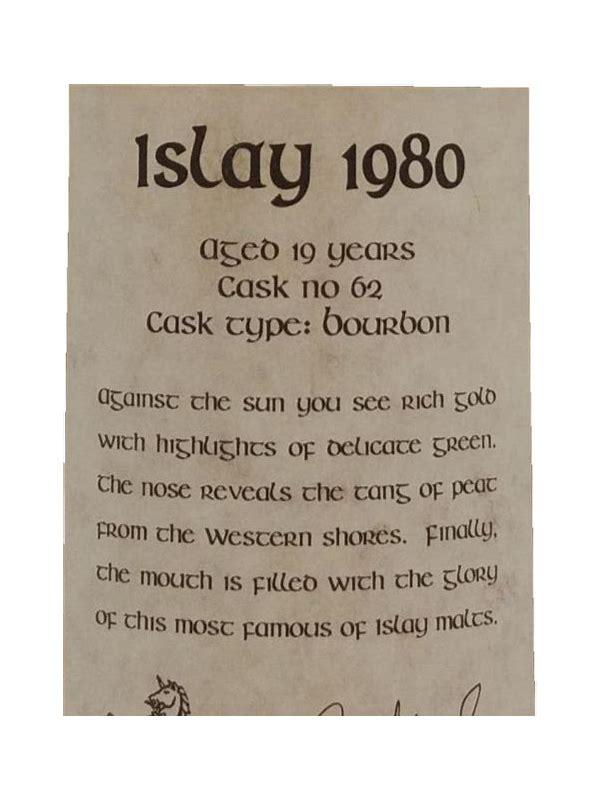 Islay 1980
Aged 19 years
Cask no 62
Cask type: Bourbon
Against the sun you see rich gold
with highlights of delicate green.
The nose reveals the tang of peat
from the Western shores. Finally,
the mouth is filled with the glory
of this most famous of Islay malts.